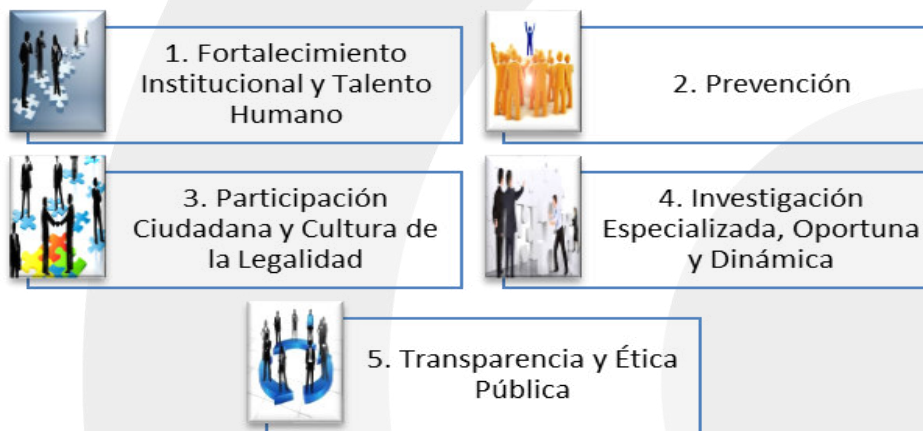 1. Fortalecimiento
Institucional y Talento
Humano
2. Prevención
3. Participación
Ciudadana y Cultura de
la Legalidad
4. Investigación
Especializada, Oportuna
y Dinámica
5. Transparencia y Ética
Pública